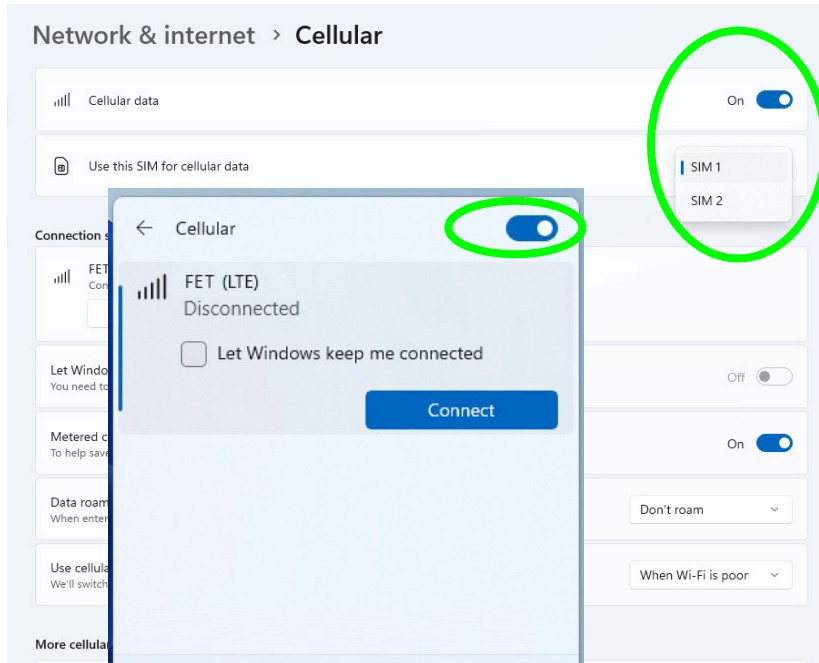 Network & internet > Cellular
Cellular data
On
Use this SIM for cellular data
SIM 1
SIM 2
Connection s
FET
Con
Cellular
FET (LTE)
Disconnected
Let Windows keep me connected
Connect
Let Windo
You need to
Off
Metered c
To help save
On
Data roam
When enter
Don't roam
Use cellula
We'll switch
When Wi-Fi is poor
More cellular